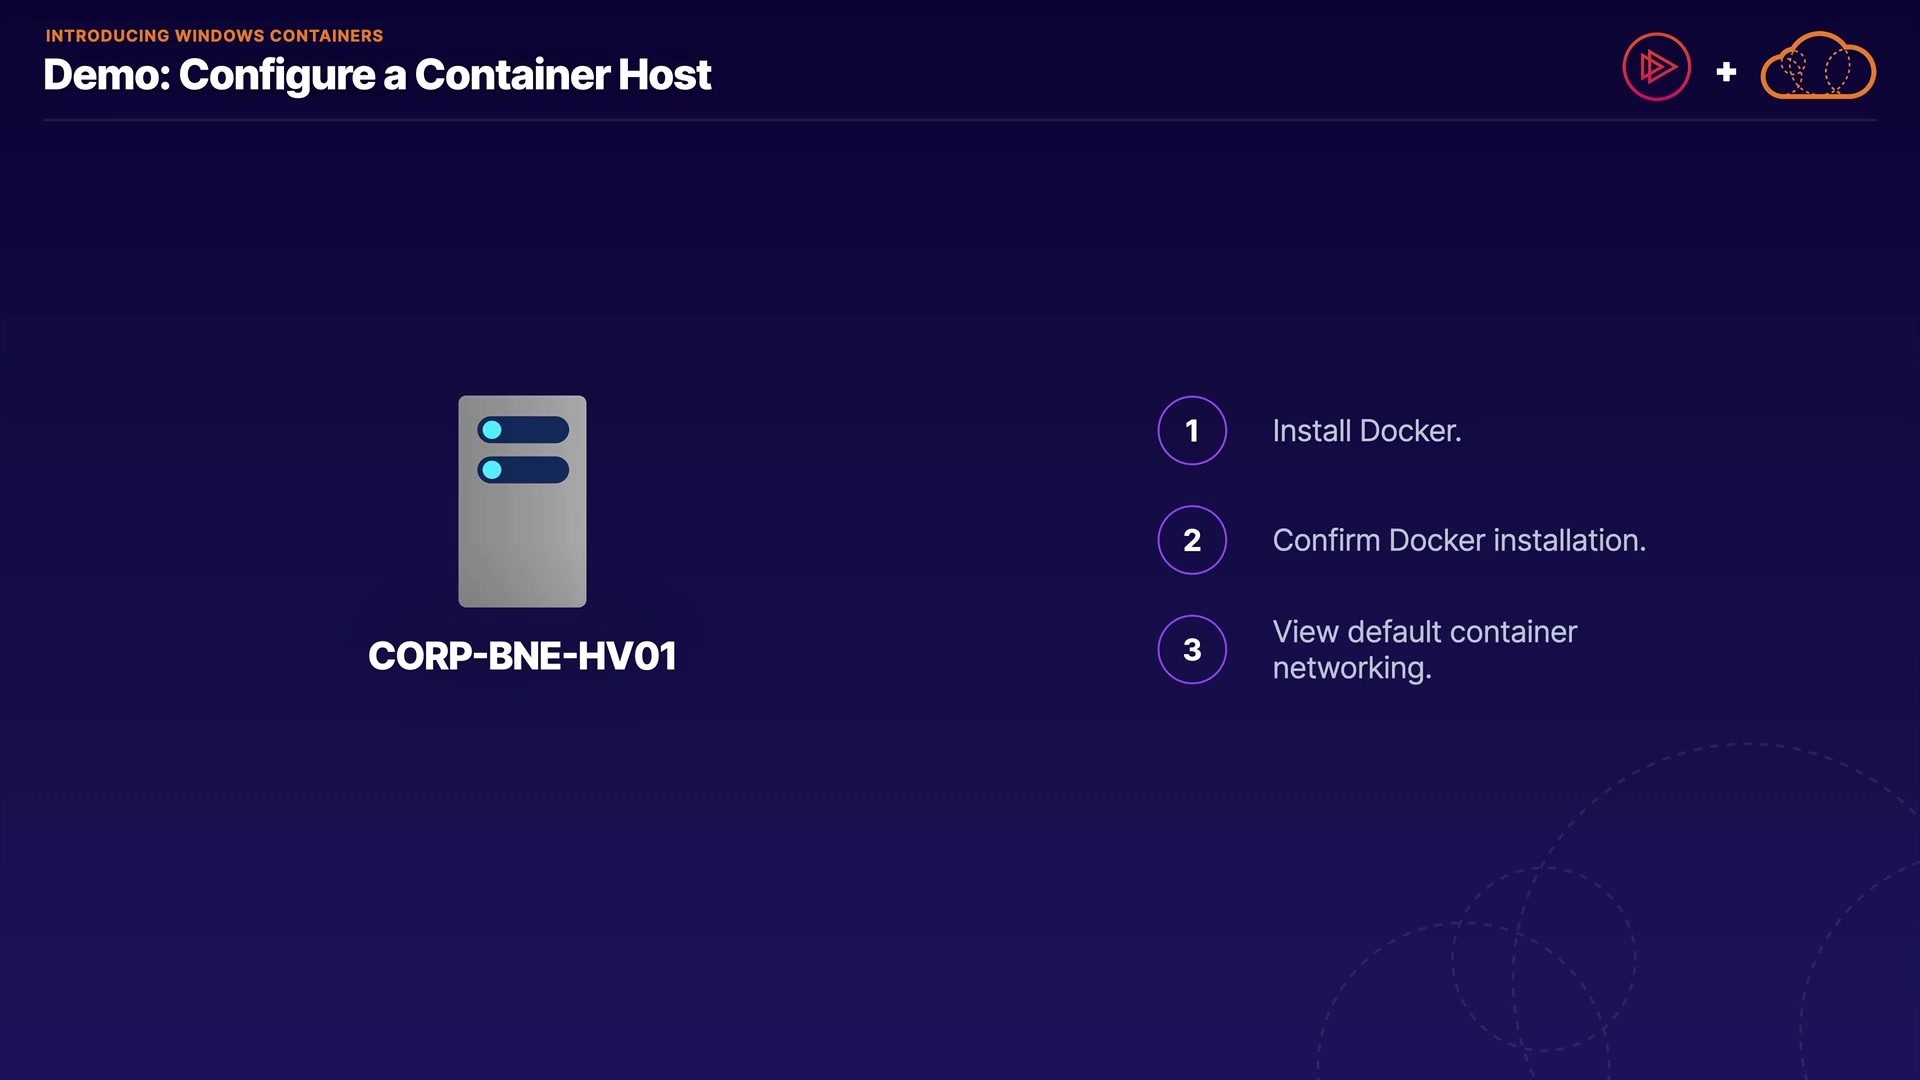 INTRODUCING WINDOWS CONTAINERS
Demo: Configure a Container Host
+
CORP-BNE-HV01
1 Install Docker.
2 Confirm Docker installation.
3 View default container
networking.